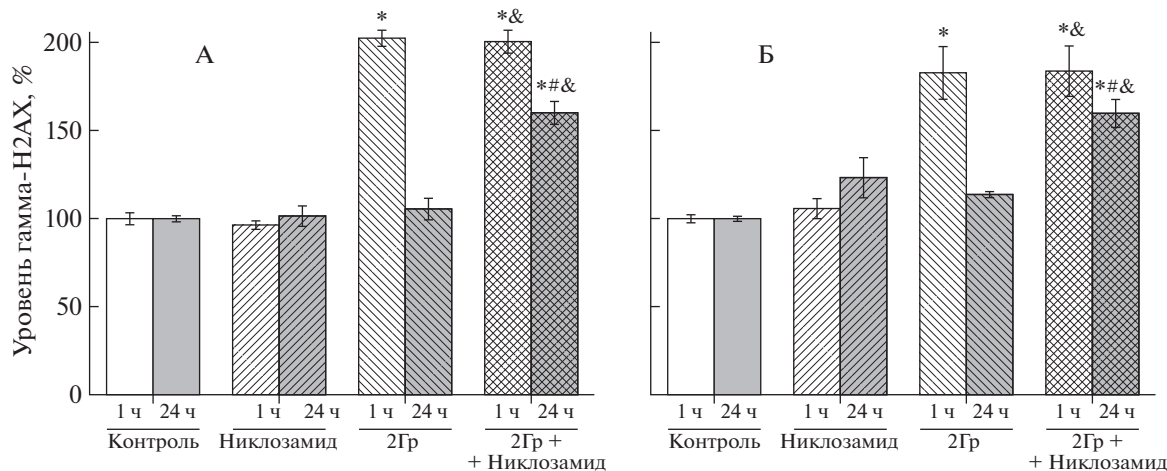 Уровень гамма-H2AX, %
200
150
100
50
0
А
*
*&
*#&
1 ч 24 ч 1 ч 24 ч 1 ч 24 ч 1 ч 24 ч
Контроль Никлозамид 2Гр 2Гр +
+ Никлозамид
Б
*
*&
*#&
1 ч 24 ч 1 ч 24 ч 1 ч 24 ч 1 ч 24 ч
Контроль Никлозамид 2Гр 2Гр +
+ Никлозамид